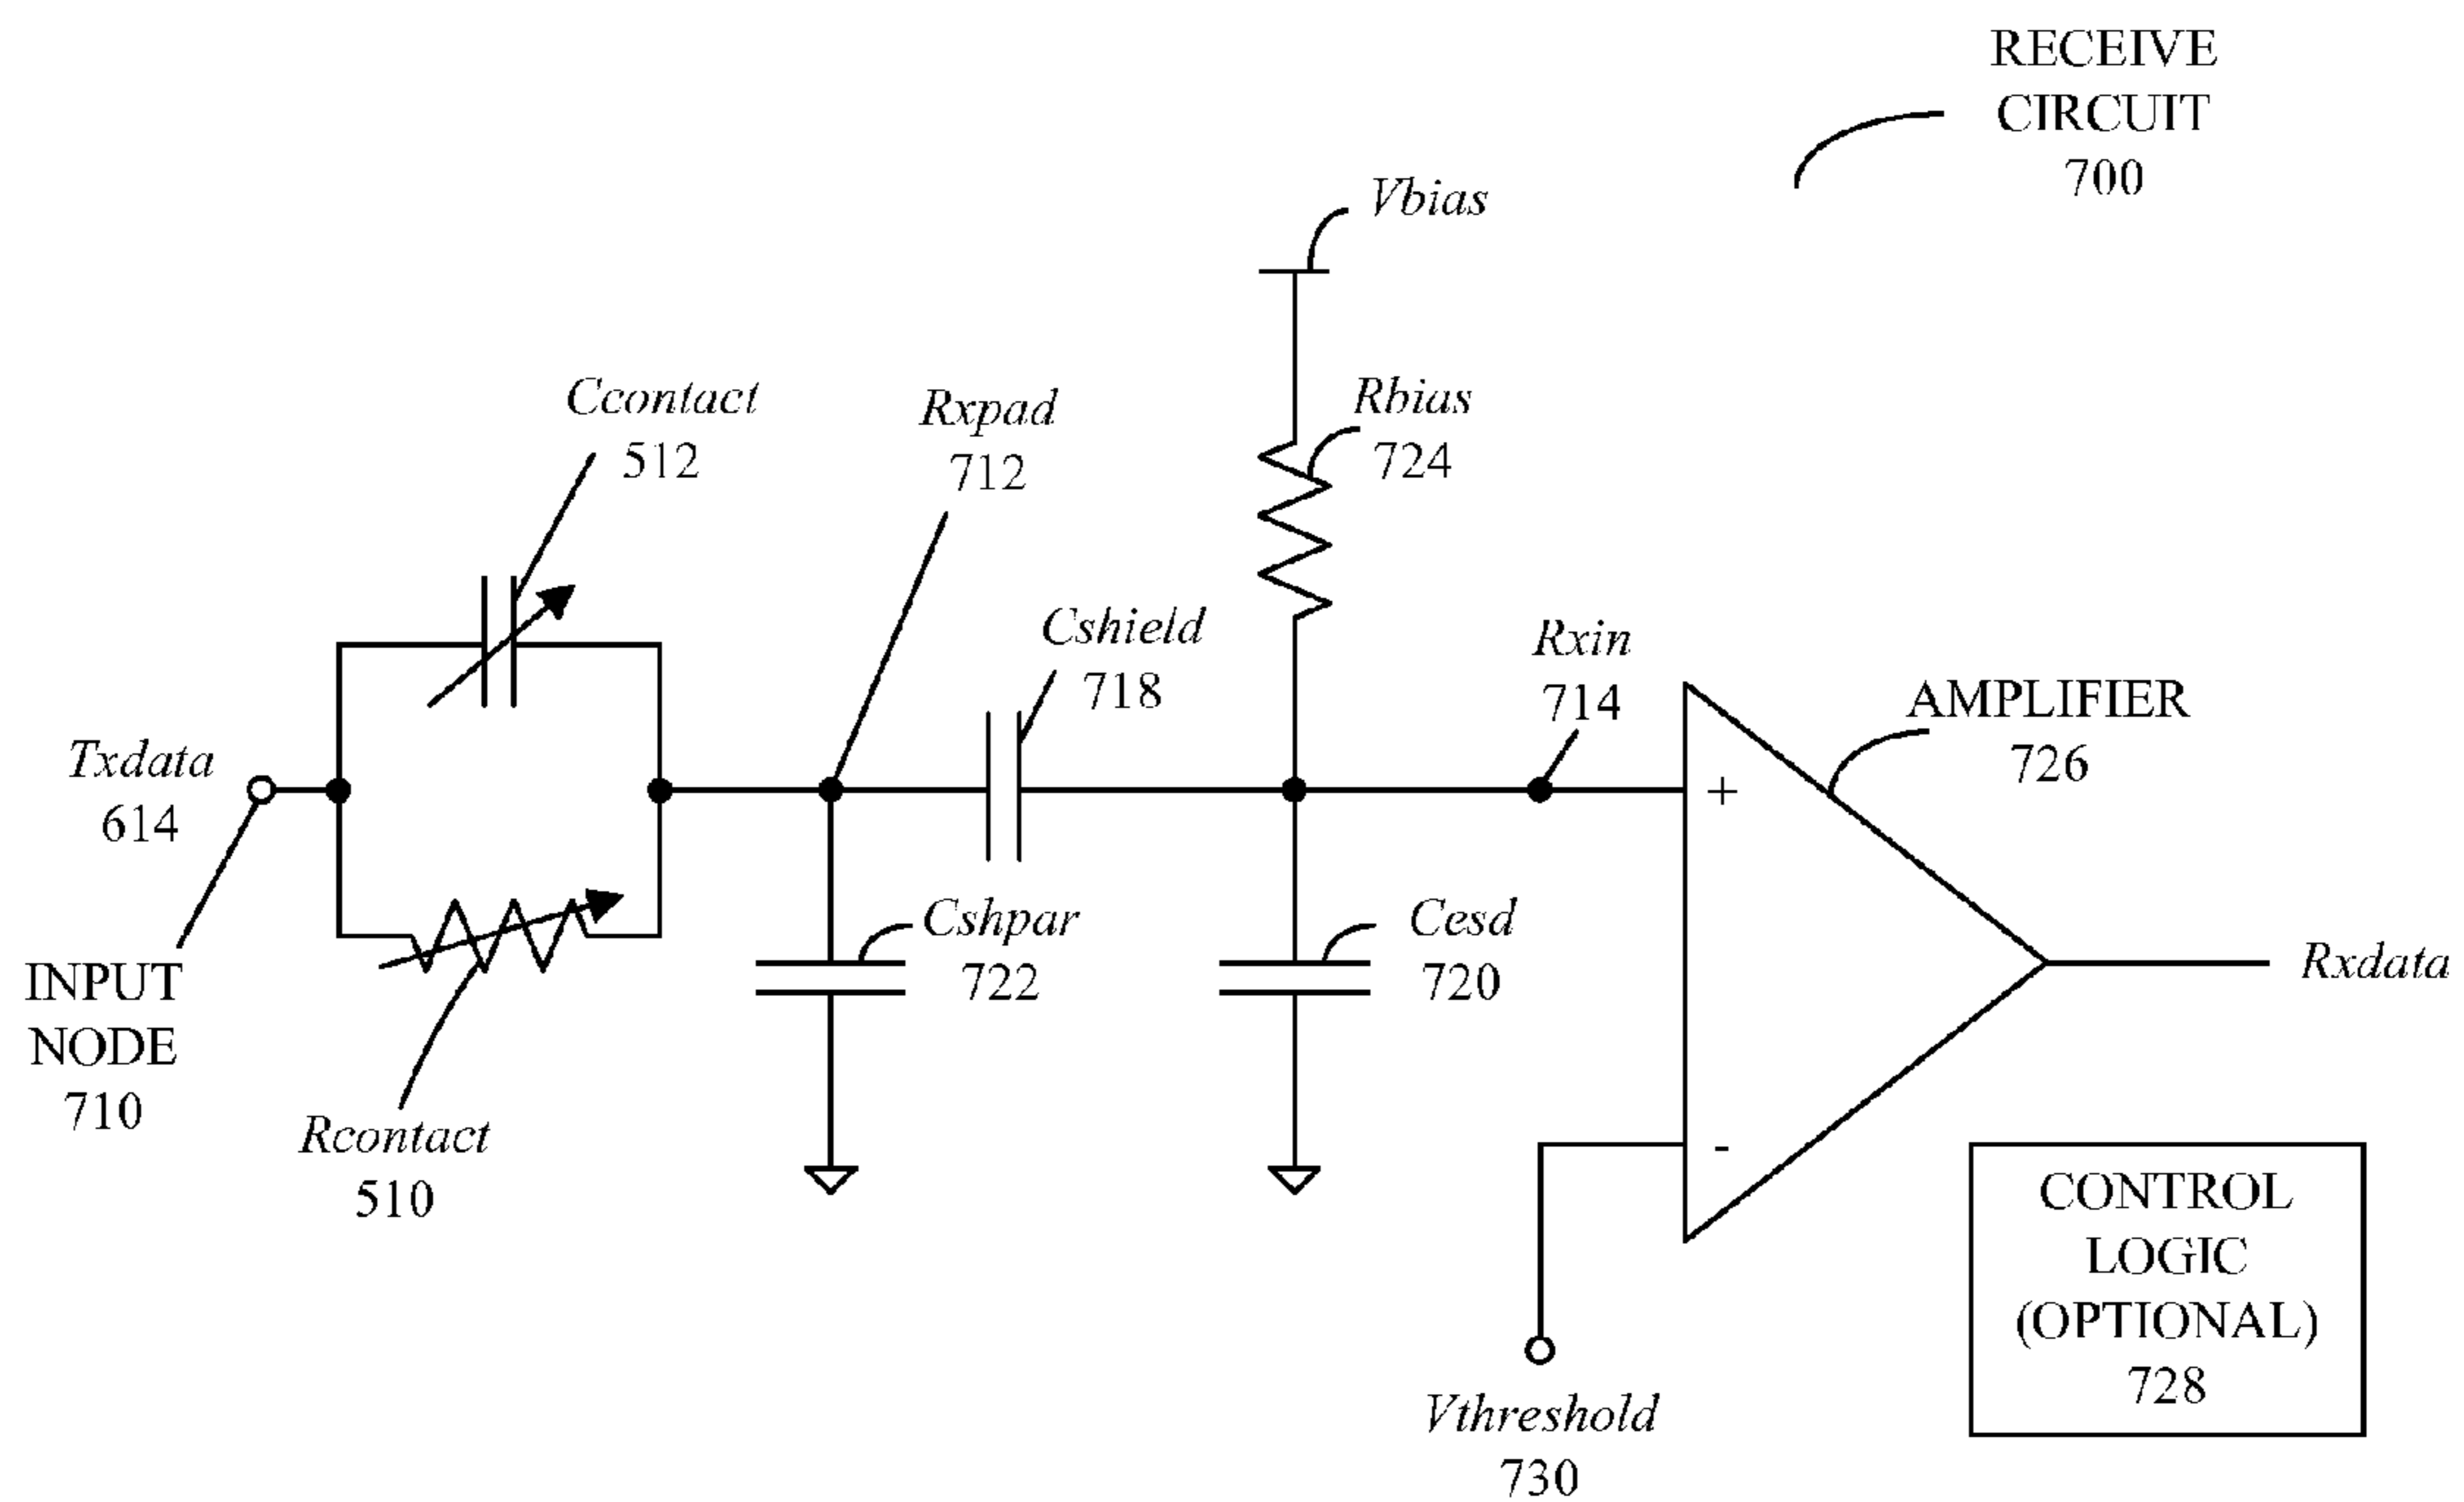 RECEIVE
CIRCUIT
700
Vbias
Ccontact
512
Rxpad
712
Rbias
724
Cshield
718
Rxin
714
AMPLIFIER
726
Txdata
614
+
Cshpar
722
Cesd
720
Rxdata
INPUT
NODE
710
Rcontact
510
-
CONTROL
LOGIC
(OPTIONAL)
728
Vthreshold
730